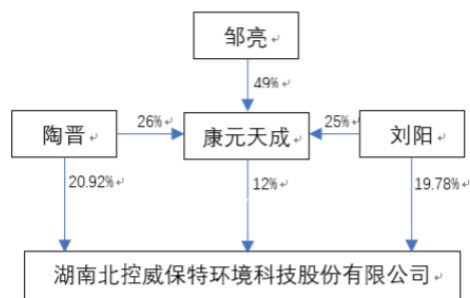 邹亮
49%
陶晋
26%
康元天成
25%
刘阳
20.92%
12%
19.78%
湖南北控威保特环境科技股份有限公司